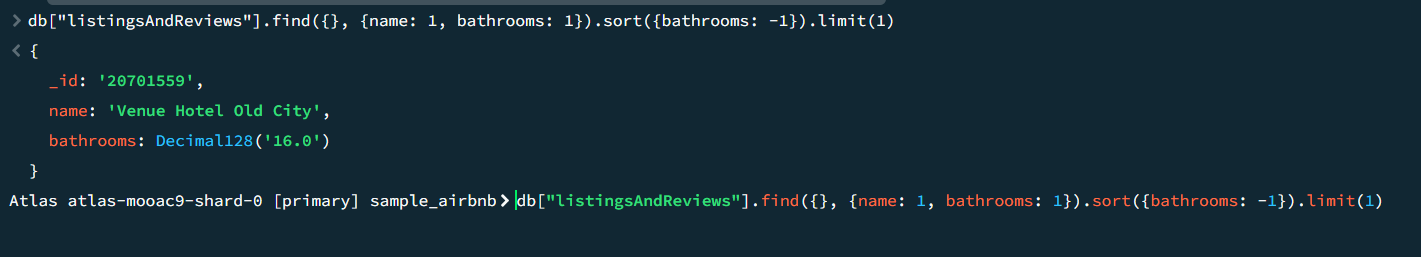 > db["listingsAndReviews"].find({}, {name: 1, bathrooms: 1}).sort({bathrooms: -1}).limit(1)
< {
_id: '20701559',
name: 'Venue Hotel Old City',
bathrooms: Decimal128('16.0')
}
Atlas atlas-mooac9-shard-0 [primary] sample_airbnb> db["listingsAndReviews"].find({}, {name: 1, bathrooms: 1}).sort({bathrooms: -1}).limit(1)